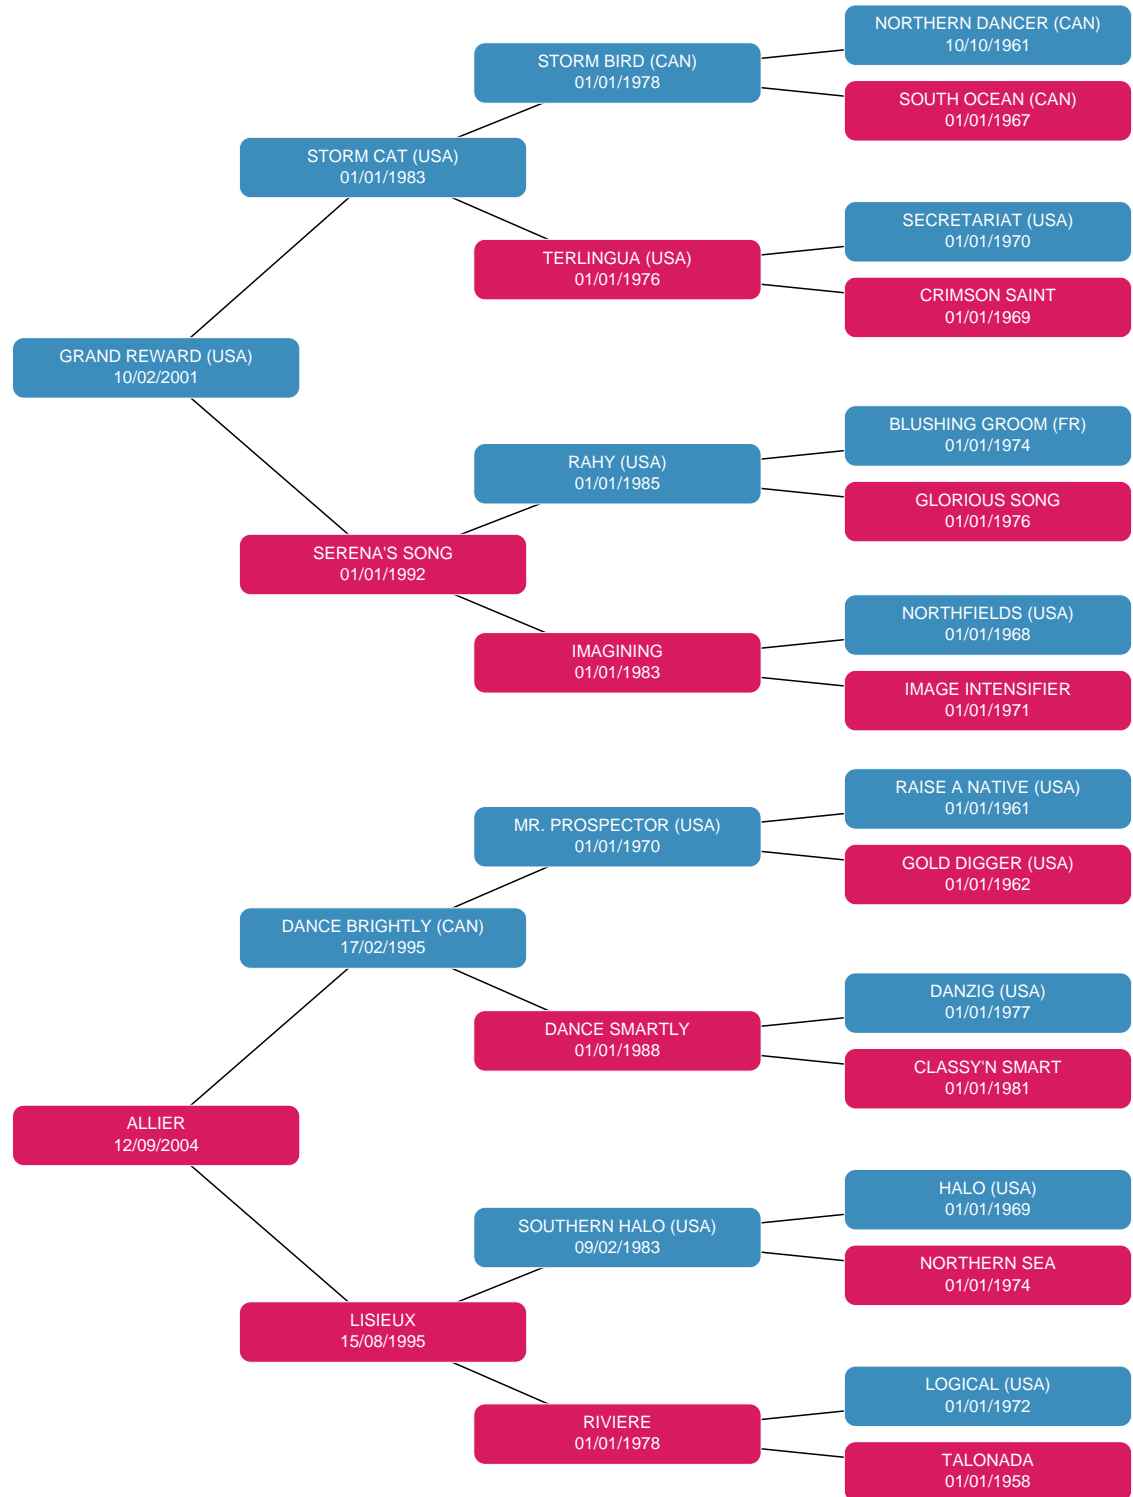 NORTHERN DANCER (CAN)
10/10/1961
STORM BIRD (CAN)
01/01/1978
SOUTH OCEAN (CAN)
01/01/1967
STORM CAT (USA)
01/01/1983
SECRETARIAT (USA)
01/01/1970
TERLINGUA (USA)
01/01/1976
CRIMSON SAINT
01/01/1969
GRAND REWARD (USA)
10/02/2001
BLUSHING GROOM (FR)
01/01/1974
RAHY (USA)
01/01/1985
GLORIOUS SONG
01/01/1976
SERENA'S SONG
01/01/1992
NORTHFIELDS (USA)
01/01/1968
IMAGINING
01/01/1983
IMAGE INTENSIFIER
01/01/1971
RAISE A NATIVE (USA)
01/01/1961
MR. PROSPECTOR (USA)
01/01/1970
GOLD DIGGER (USA)
01/01/1962
DANCE BRIGHTLY (CAN)
17/02/1995
DANZIG (USA)
01/01/1977
DANCE SMARTLY
01/01/1988
CLASSY'N SMART
01/01/1981
ALLIER
12/09/2004
HALO (USA)
01/01/1969
SOUTHERN HALO (USA)
09/02/1983
NORTHERN SEA
01/01/1974
LISIEUX
15/08/1995
LOGICAL (USA)
01/01/1972
RIVIERE
01/01/1978
TALONADA
01/01/1958